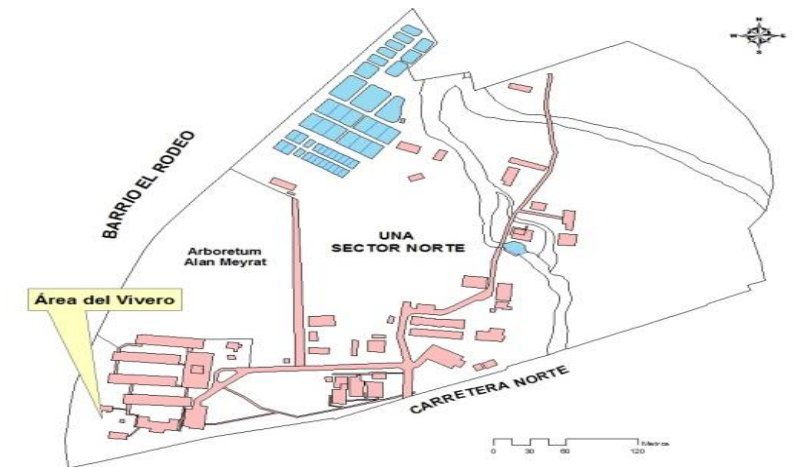 N
W E
S
BARRIO EL RODEO
UNA
SECTOR NORTE
Arboretum
Alan Meyrat
Área del Vivero
CARRETERA NORTE
Metros
0 30 60 120